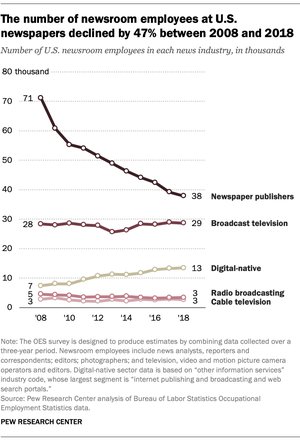 The number of newsroom employees at U.S.
newspapers declined by 47% between 2008 and 2018
Number of U.S. newsroom employees in each news industry, in thousands
80 thousand
71
70
60
50
40
38 Newspaper publishers
30
28
29 Broadcast television
20
13 Digital-native
10
7
5
3
3 Radio broadcasting
3 Cable television
0
'08 '10 '12 '14 '16 '18
Note: The OES survey is designed to produce estimates by combining data collected over a
three-year period. Newsroom employees include news analysts, reporters and
correspondents; editors; photographers; and television, video and motion picture camera
operators and editors. Digital-native sector data is based on "other information services"
industry code, whose largest segment is "internet publishing and broadcasting and web
search portals."
Source: Pew Research Center analysis of Bureau of Labor Statistics Occupational
Employment Statistics data.
PEW RESEARCH CENTER